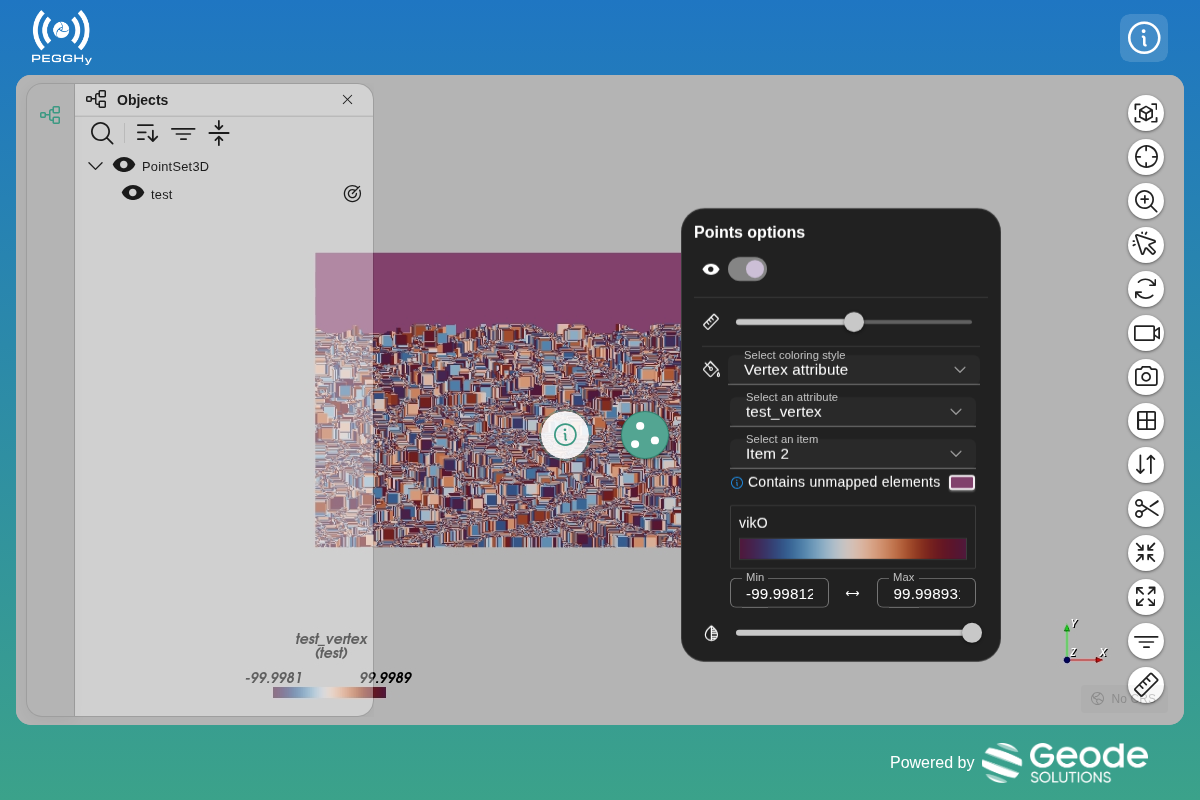 PEGGHy
Objects
PointSet3D
test
Points options
Select coloring style
Vertex attribute
Select an attribute
test_vertex
Select an item
Item 2
Contains unmapped elements
vikO
Min
Max
-99.99812
99.99893
test_vertex
(test)
-99.9981
99.9989
Y
Z
X
No CRS
Powered by
Geode
SOLUTIONS